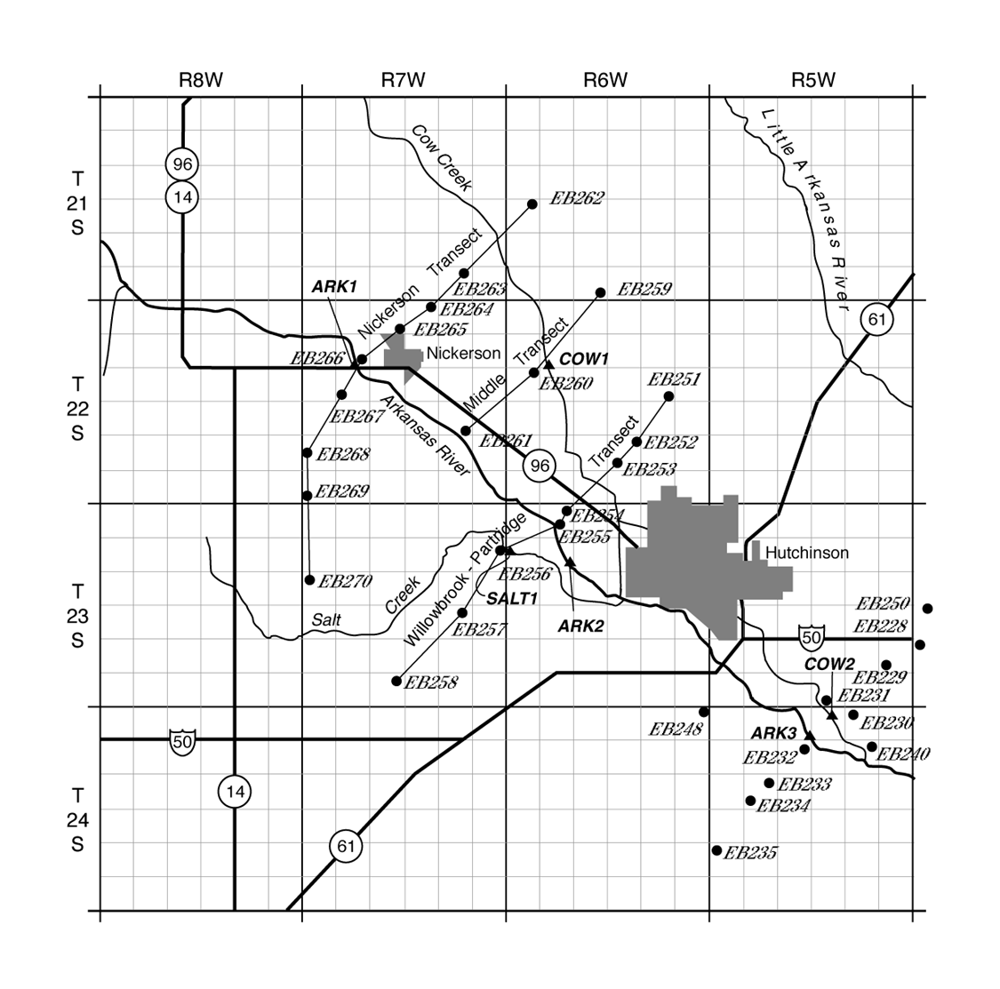 R8W R7W R6W R5W
T
21
S
96
14
Cow Creek
Little Arkansas River
EB262
Nickerson Transect
ARK1
EB263
EB259
EB264
61
EB265
Nickerson
EB266
Middle Transect
COW1
EB260
EB251
T
22
S
EB267
Arkansas River
EB261
Transect
EB252
EB268
96
EB253
EB269
EB254
EB255
Willowbrook - Partridge
Hutchinson
EB256
EB270
T
23
S
Salt Creek
SALT1
EB250
ARK2
EB228
EB257
50
COW2
EB229
EB258
EB231
EB248
EB230
ARK3
50
EB232
EB240
T
24
S
14
EB233
EB234
61
EB235